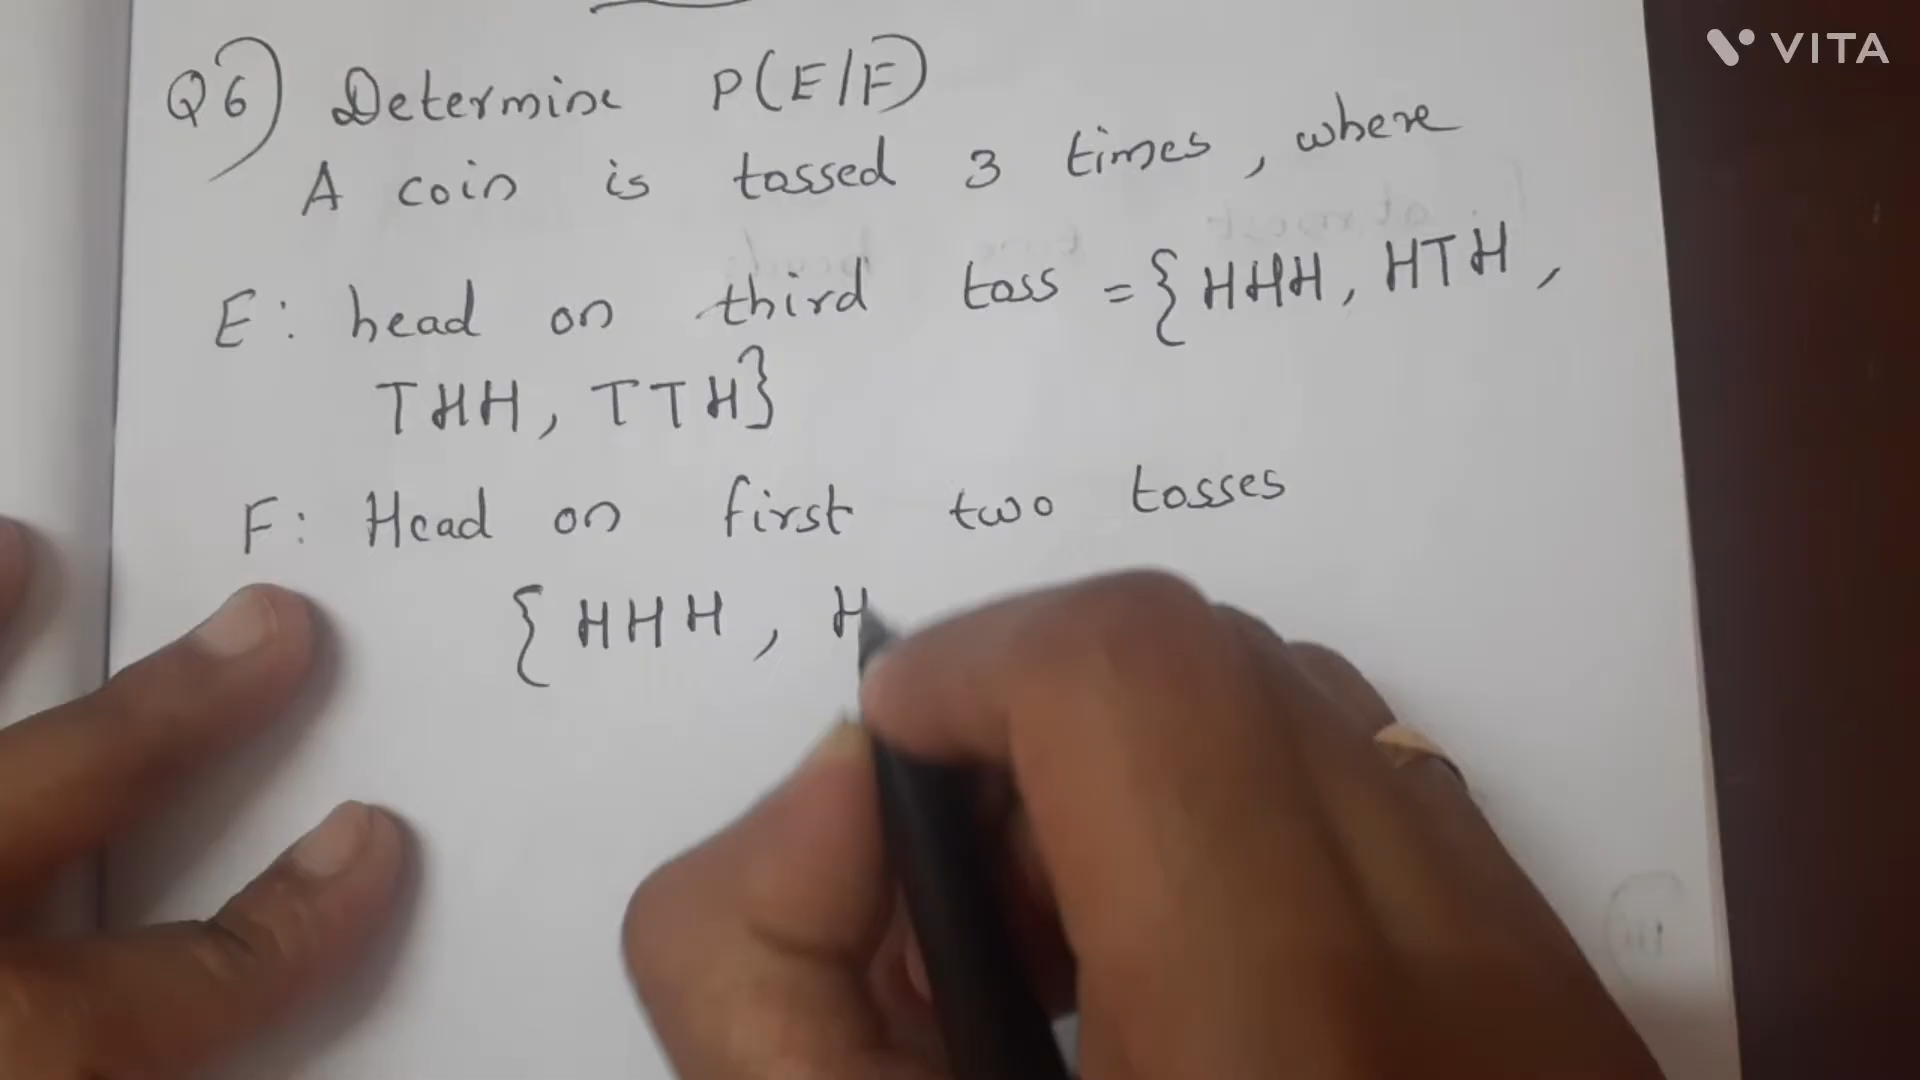 VITA
Q6) Determine P(E/F)
A coin is tossed 3 times, where
E: head on third toss = {HHH, HTH,
THH, TTH}
F: Head on first two tosses
{HHH, H